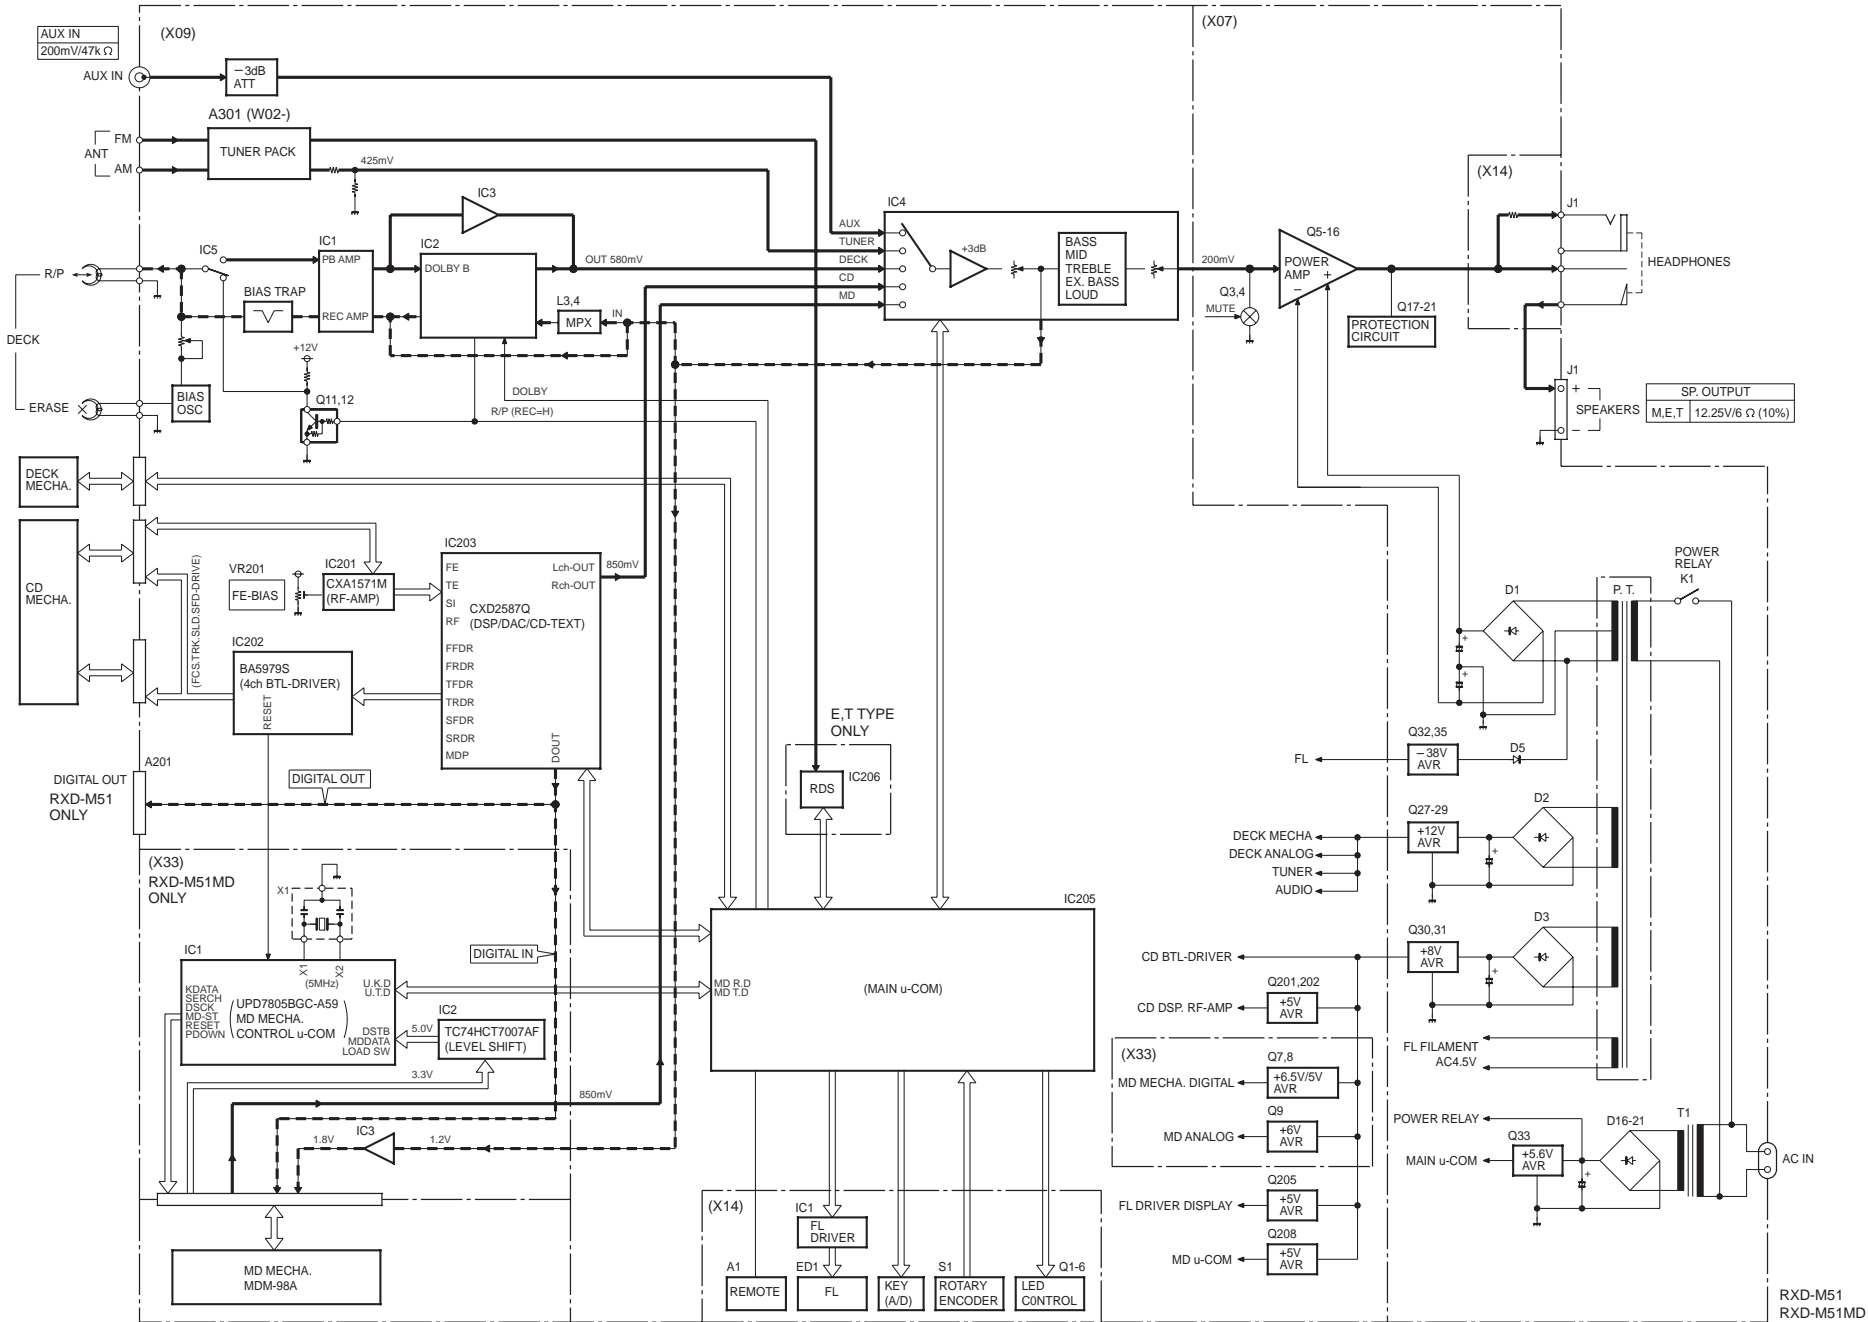 AUX IN
200mV/47k Ω
(X09)
(X07)
AUX IN
−3dB
ATT
A301 (W02-)
FM
ANT
AM
TUNER PACK
425mV
(X14)
IC3
IC4
J1
IC5
IC1
IC2
AUX
TUNER
DECK
CD
MD
+3dB
BASS
MID
TREBLE
EX. BASS
LOUD
200mV
Q5-16
POWER
AMP
+
−
HEADPHONES
R/P
PB AMP
DOLBY B
OUT 580mV
BIAS TRAP
REC AMP
L3,4
MPX
IN
Q3,4
MUTE
Q17-21
PROTECTION
CIRCUIT
DECK
+12V
J1
+
−
SPEAKERS
SP. OUTPUT
M,E,T 12.25V/6 Ω (10%)
ERASE
BIAS
OSC
Q11,12
DOLBY
R/P (REC=H)
DECK
MECHA.
CD
MECHA.
(FCS.TRK.SLD.SFD-DRIVE)
VR201
FE-BIAS
IC201
CXA1571M
(RF-AMP)
IC203
FE
TE
SI
RF
FFDR
FRDR
TFDR
TRDR
SFDR
SRDR
MDP
Lch-OUT
Rch-OUT
850mV
CXD2587Q
(DSP/DAC/CD-TEXT)
DOUT
IC202
BA5979S
(4ch BTL-DRIVER)
RESET
POWER
RELAY
K1
P. T.
D1
E,T TYPE
ONLY
IC206
RDS
Q32,35
−38V
AVR
D5
FL
A201
DIGITAL OUT
RXD-M51
ONLY
DIGITAL OUT
Q27-29
+12V
AVR
D2
DECK MECHA
DECK ANALOG
TUNER
AUDIO
(X33)
RXD-M51MD
ONLY
X1
IC1
X1
X2
(5MHz)
KDATA
SERCH
DSCK
MD-ST
RESET
PDOWN
UPD7805BGC-A59
MD MECHA.
CONTROL u-COM
U.K.D
U.T.D
DSTB
MDDATA
LOAD SW
DIGITAL IN
IC2
5.0V
TC74HCT7007AF
(LEVEL SHIFT)
3.3V
850mV
IC3
1.8V
1.2V
MD MECHA.
MDM-98A
IC205
MD R.D
MD T.D
(MAIN u-COM)
Q30,31
+8V
AVR
D3
CD BTL-DRIVER
Q201,202
CD DSP. RF-AMP
+5V
AVR
FL FILAMENT
AC4.5V
(X33)
Q7,8
MD MECHA. DIGITAL
+6.5V/5V
AVR
Q9
MD ANALOG
+6V
AVR
POWER RELAY
D16-21
T1
Q33
MAIN u-COM
+5.6V
AVR
AC IN
Q205
FL DRIVER DISPLAY
+5V
AVR
Q208
MD u-COM
+5V
AVR
(X14)
IC1
FL
DRIVER
A1
REMOTE
ED1
FL
KEY
(A/D)
S1
ROTARY
ENCODER
Q1-6
LED
C0NTROL
RXD-M51
RXD-M51MD